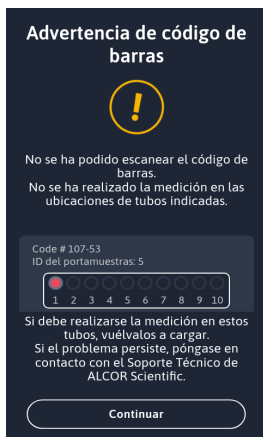 Advertencia de código de
barras
!
No se ha podido escanear el código de
barras.
No se ha realizado la medición en las
ubicaciones de tubos indicadas.
Code # 107-53
ID del portamuestras: 5
1 2 3 4 5 6 7 8 9 10
Si debe realizarse la medición en estos
tubos, vuélvalos a cargar.
Si el problema persiste, póngase en
contacto con el Soporte Técnico de
ALCOR Scientific.
Continuar